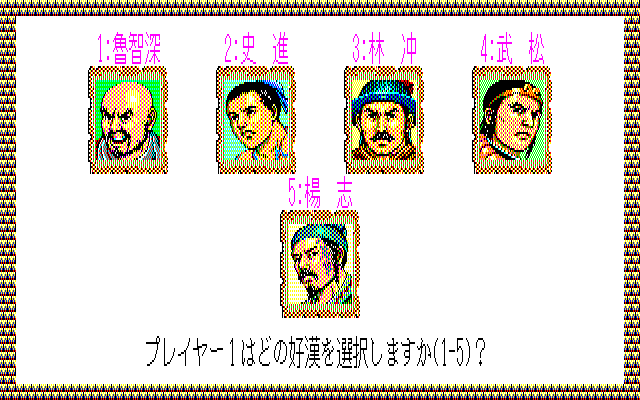 1:魯智深 2:史 進 3:林 冲 4:武 松
5:楊 志
プレイヤー1はどの好漢を選択しますか(1-5)?